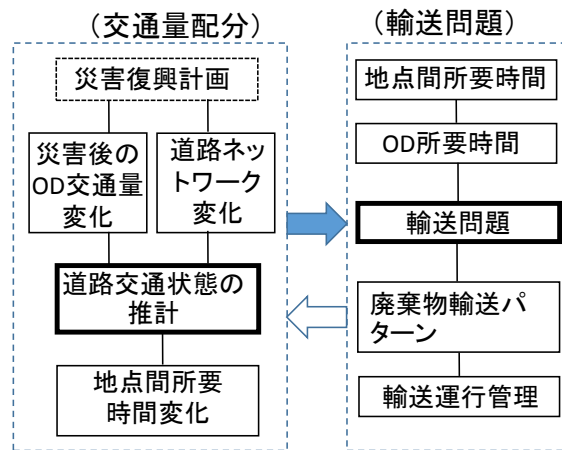 （交通量配分）
災害復興計画
災害後の
OD交通量
変化
道路ネッ
トワーク
変化
道路交通状態の
推計
地点間所要
時間変化
（輸送問題）
地点間所要時間
OD所要時間
輸送問題
廃棄物輸送パ
ターン
輸送運行管理